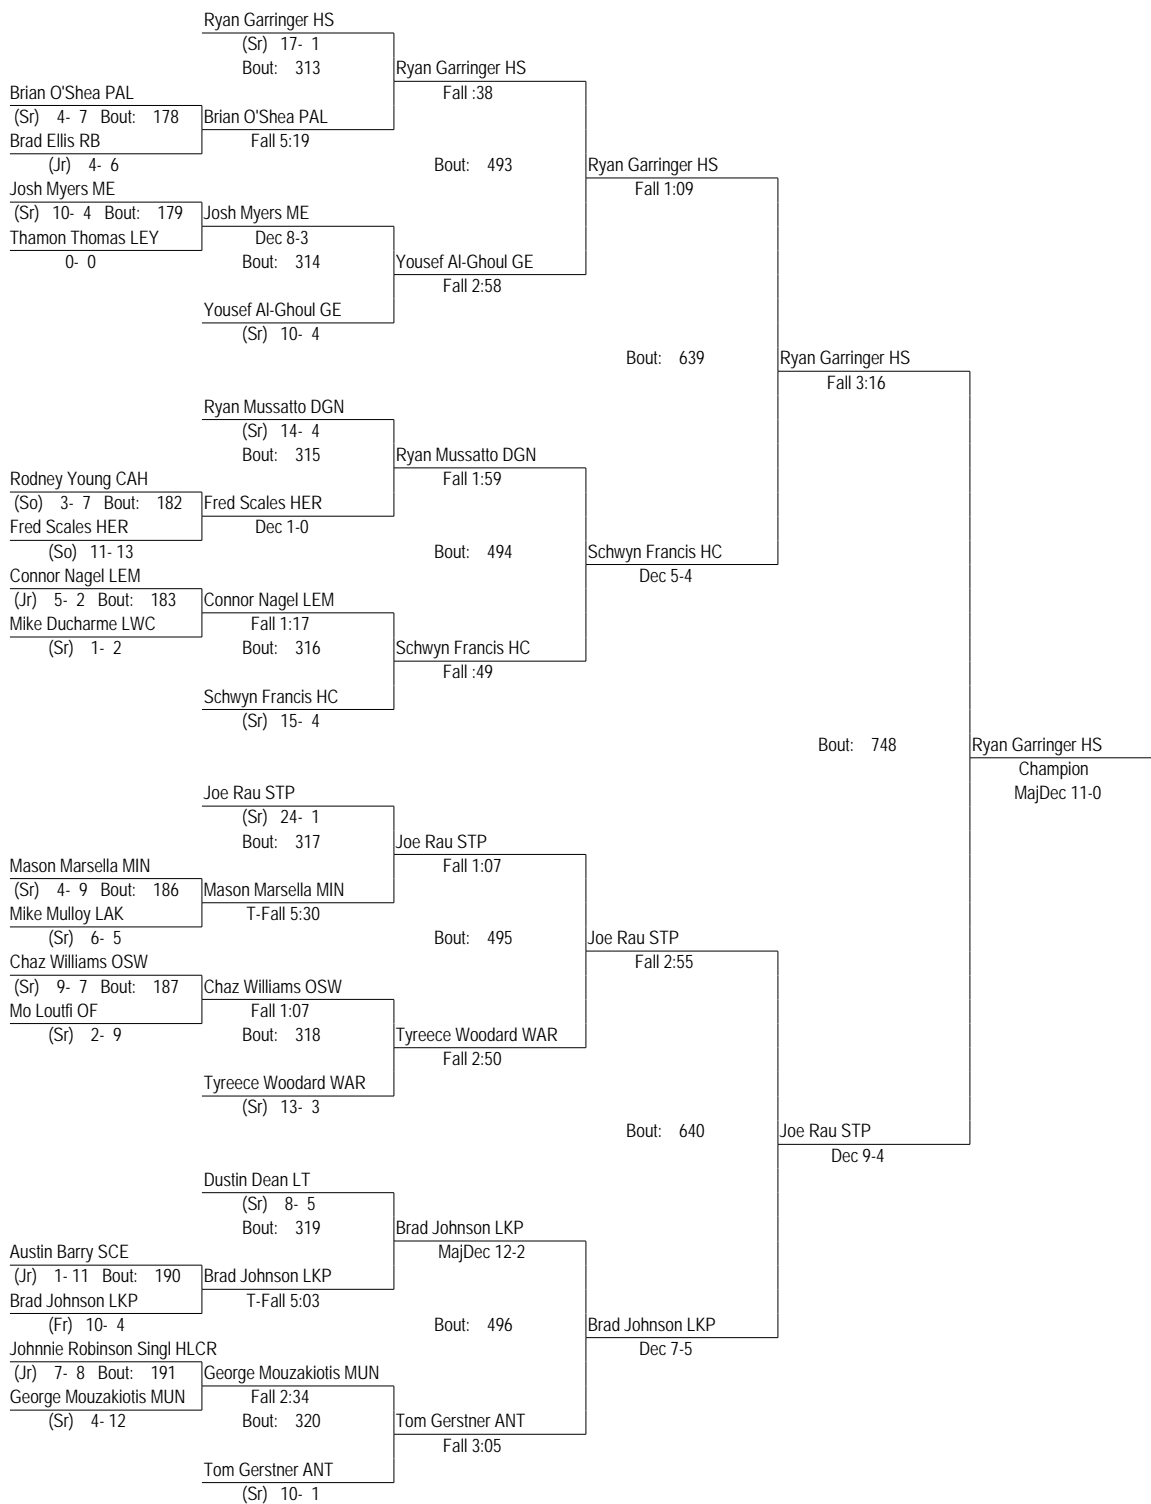 Ryan Garringer HS
(Sr) 17- 1
Bout: 313
Ryan Garringer HS
Fall :38
Brian O'Shea PAL
(Sr) 4- 7 Bout: 178
Brian O'Shea PAL
Fall 5:19
Brad Ellis RB
(Jr) 4- 6
Bout: 493
Ryan Garringer HS
Fall 1:09
Josh Myers ME
(Sr) 10- 4 Bout: 179
Josh Myers ME
Dec 8-3
Thamon Thomas LEY
0- 0
Bout: 314
Yousef Al-Ghoul GE
Fall 2:58
Yousef Al-Ghoul GE
(Sr) 10- 4
Bout: 639
Ryan Garringer HS
Fall 3:16
Ryan Mussatto DGN
(Sr) 14- 4
Bout: 315
Ryan Mussatto DGN
Fall 1:59
Rodney Young CAH
(So) 3- 7 Bout: 182
Fred Scales HER
Dec 1-0
Fred Scales HER
(So) 11- 13
Bout: 494
Schwyn Francis HC
Dec 5-4
Connor Nagel LEM
(Jr) 5- 2 Bout: 183
Connor Nagel LEM
Fall 1:17
Mike Ducharme LWC
(Sr) 1- 2
Bout: 316
Schwyn Francis HC
Fall :49
Schwyn Francis HC
(Sr) 15- 4
Bout: 748
Ryan Garringer HS
Champion
MajDec 11-0
Joe Rau STP
(Sr) 24- 1
Bout: 317
Joe Rau STP
Fall 1:07
Mason Marsella MIN
(Sr) 4- 9 Bout: 186
Mason Marsella MIN
T-Fall 5:30
Mike Mulloy LAK
(Sr) 6- 5
Bout: 495
Joe Rau STP
Fall 2:55
Chaz Williams OSW
(Sr) 9- 7 Bout: 187
Chaz Williams OSW
Fall 1:07
Mo Loutfi OF
(Sr) 2- 9
Bout: 318
Tyreece Woodard WAR
Fall 2:50
Tyreece Woodard WAR
(Sr) 13- 3
Bout: 640
Joe Rau STP
Dec 9-4
Dustin Dean LT
(Sr) 8- 5
Bout: 319
Brad Johnson LKP
MajDec 12-2
Austin Barry SCE
(Jr) 1- 11 Bout: 190
Brad Johnson LKP
T-Fall 5:03
Brad Johnson LKP
(Fr) 10- 4
Bout: 496
Brad Johnson LKP
Dec 7-5
Johnnie Robinson Singl HLCR
(Jr) 7- 8 Bout: 191
George Mouzakiotis MUN
Fall 2:34
George Mouzakiotis MUN
(Sr) 4- 12
Bout: 320
Tom Gerstner ANT
Fall 3:05
Tom Gerstner ANT
(Sr) 10- 1